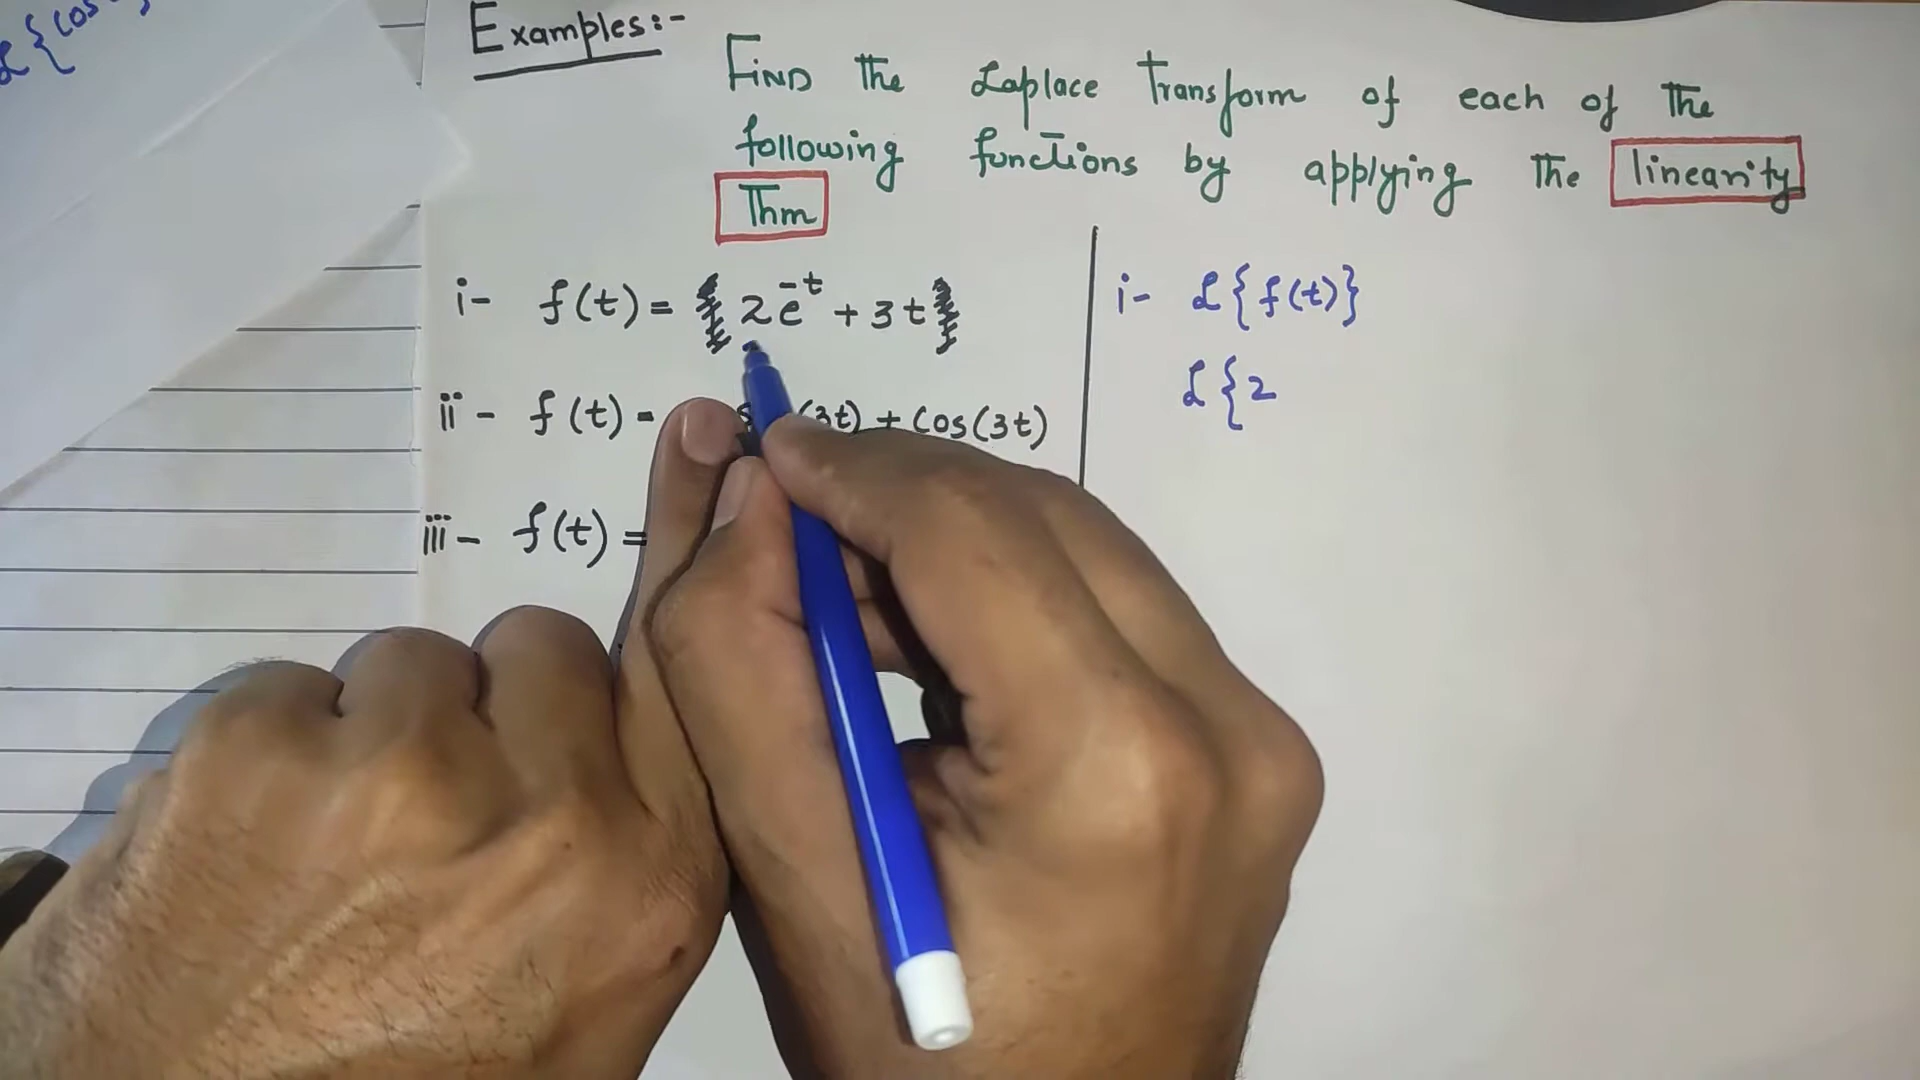 L{cos
Examples:-
Find the Laplace Transform of each of the
following functions by applying the linearity
Thm
i- f(t) = { 2e^-t + 3t }
ii- f(t) = (3t) + Cos(3t)
iii- f(t) =
i- L{f(t)}
L{2